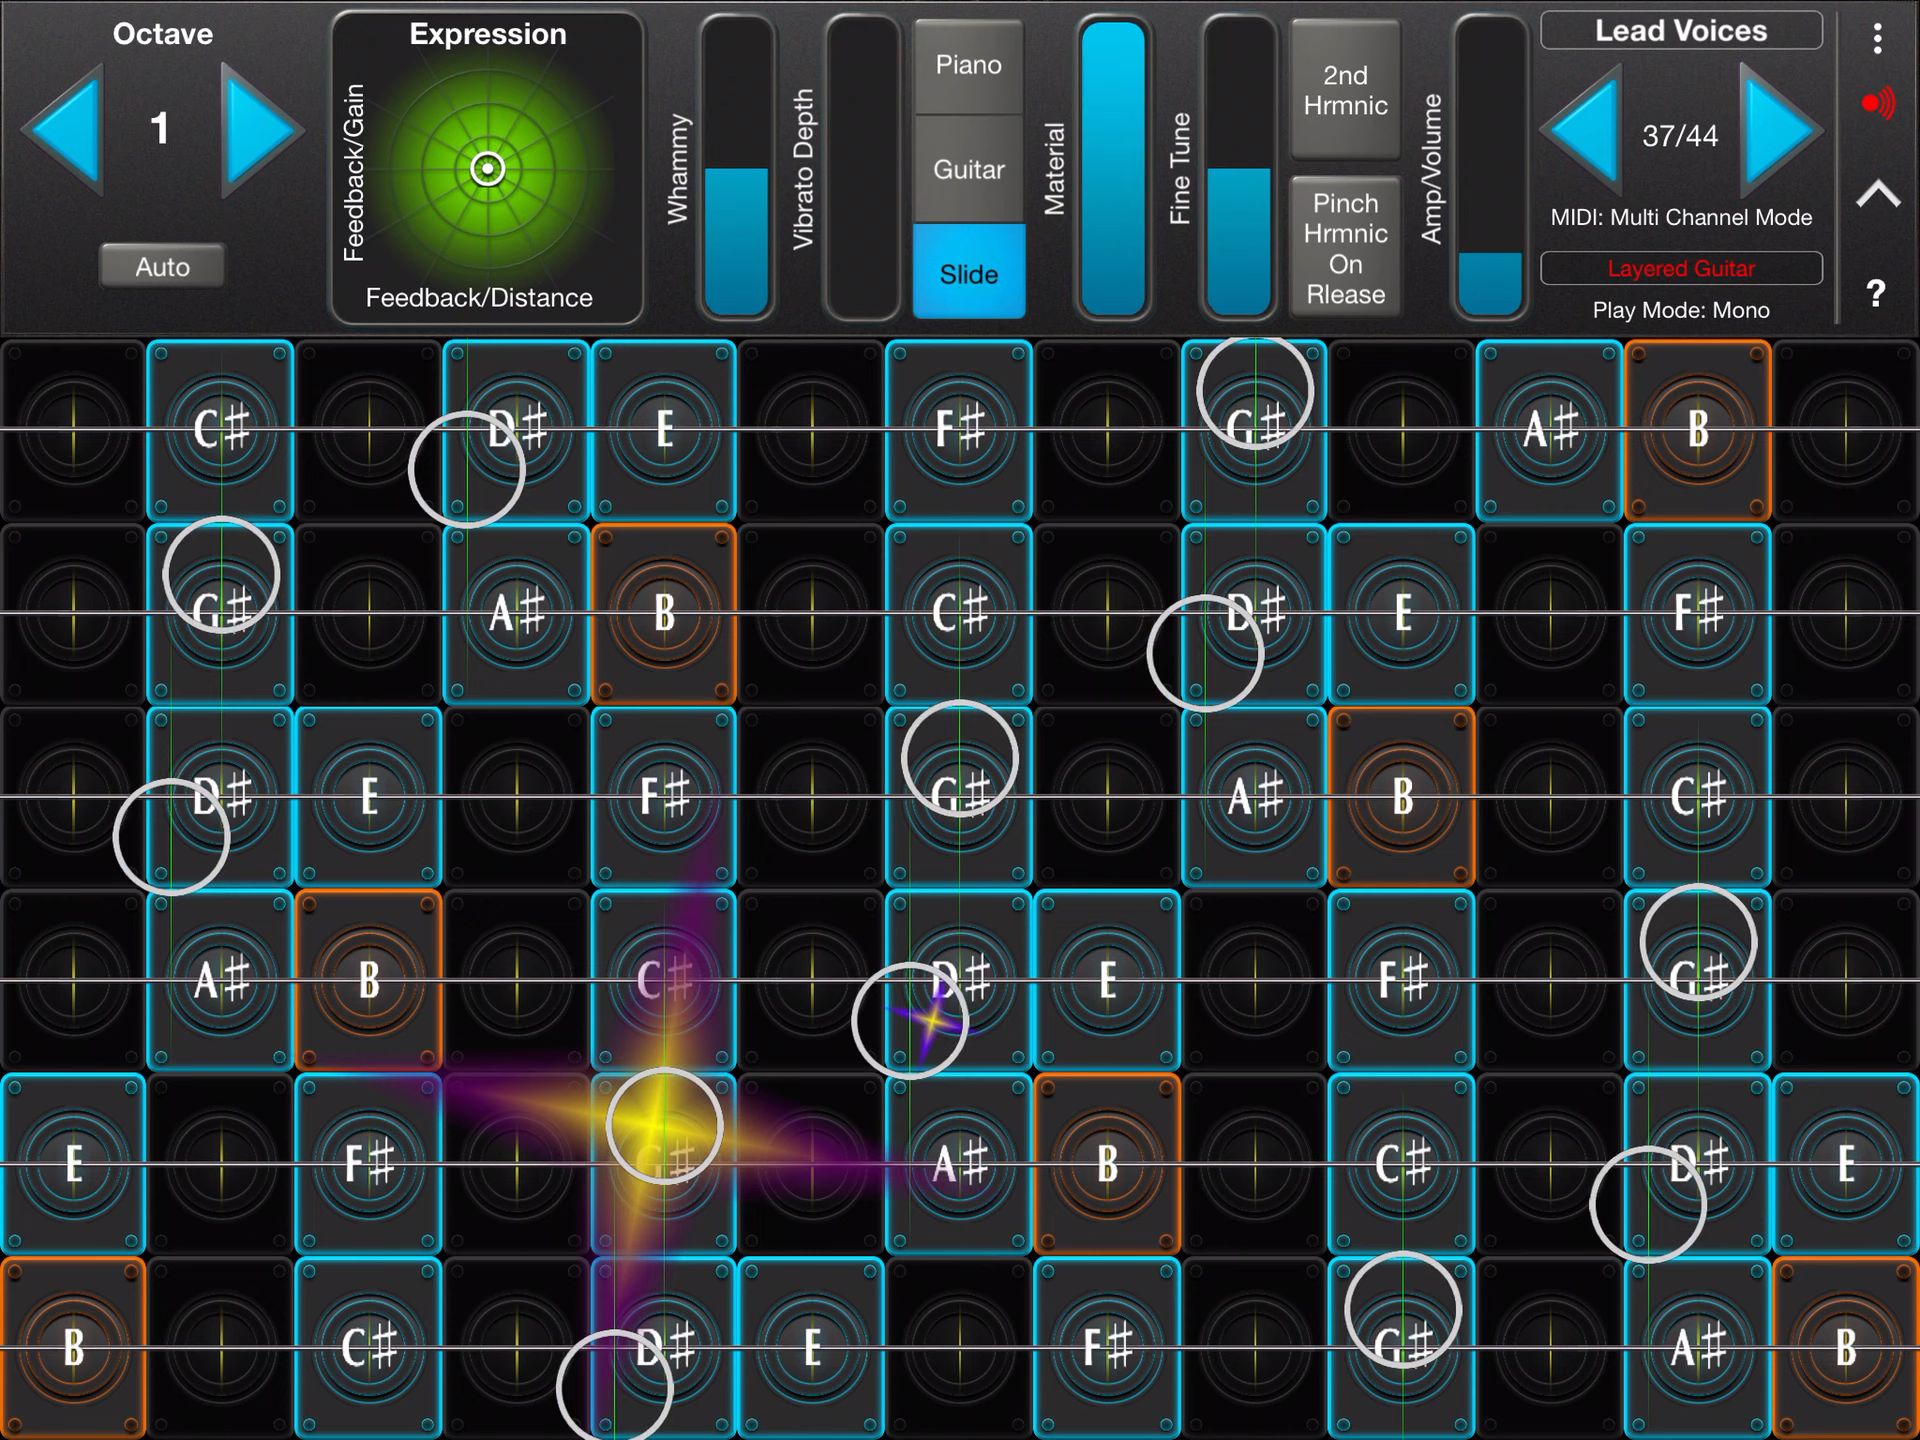 Octave
1
Auto
Expression
Feedback/Gain
Feedback/Distance
Whammy
Vibrato Depth
Piano
Guitar
Slide
Material
Fine Tune
2nd
Hrmnic
Pinch
Hrmnic
On
Rlease
Amp/Volume
Lead Voices
37/44
MIDI: Multi Channel Mode
Layered Guitar
Play Mode: Mono
?
C# D# E F# G# A# B
G# A# B C# D# E F#
D# E F# G# A# B C#
A# B C# D# E F# G#
E F# G# A# B C# D# E
B C# D# E F# G# A# B